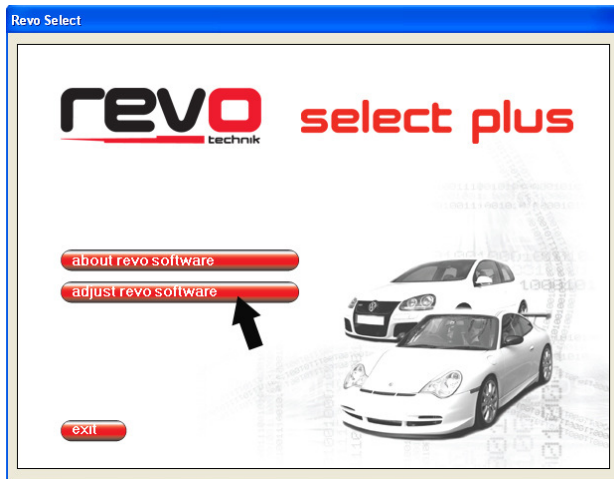 Revo Select
revo
technik
select plus
about revo software
adjust revo software
exit